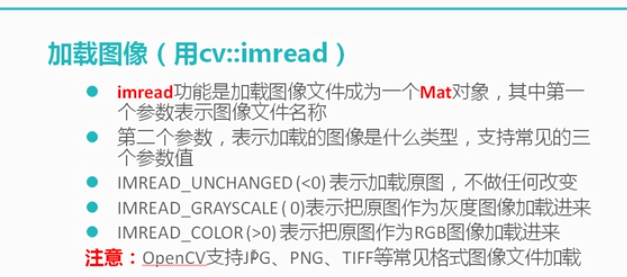 加载图像（用cv::imread）
imread功能是加载图像文件成为一个Mat对象，其中第一
个参数表示图像文件名称
第二个参数，表示加载的图像是什么类型，支持常见的三
个参数值
IMREAD_UNCHANGED (<0) 表示加载原图，不做任何改变
IMREAD_GRAYSCALE ( 0)表示把原图作为灰度图像加载进来
IMREAD_COLOR (>0) 表示把原图作为RGB图像加载进来
注意：OpenCV支持JPG、PNG、TIFF等常见格式图像文件加载